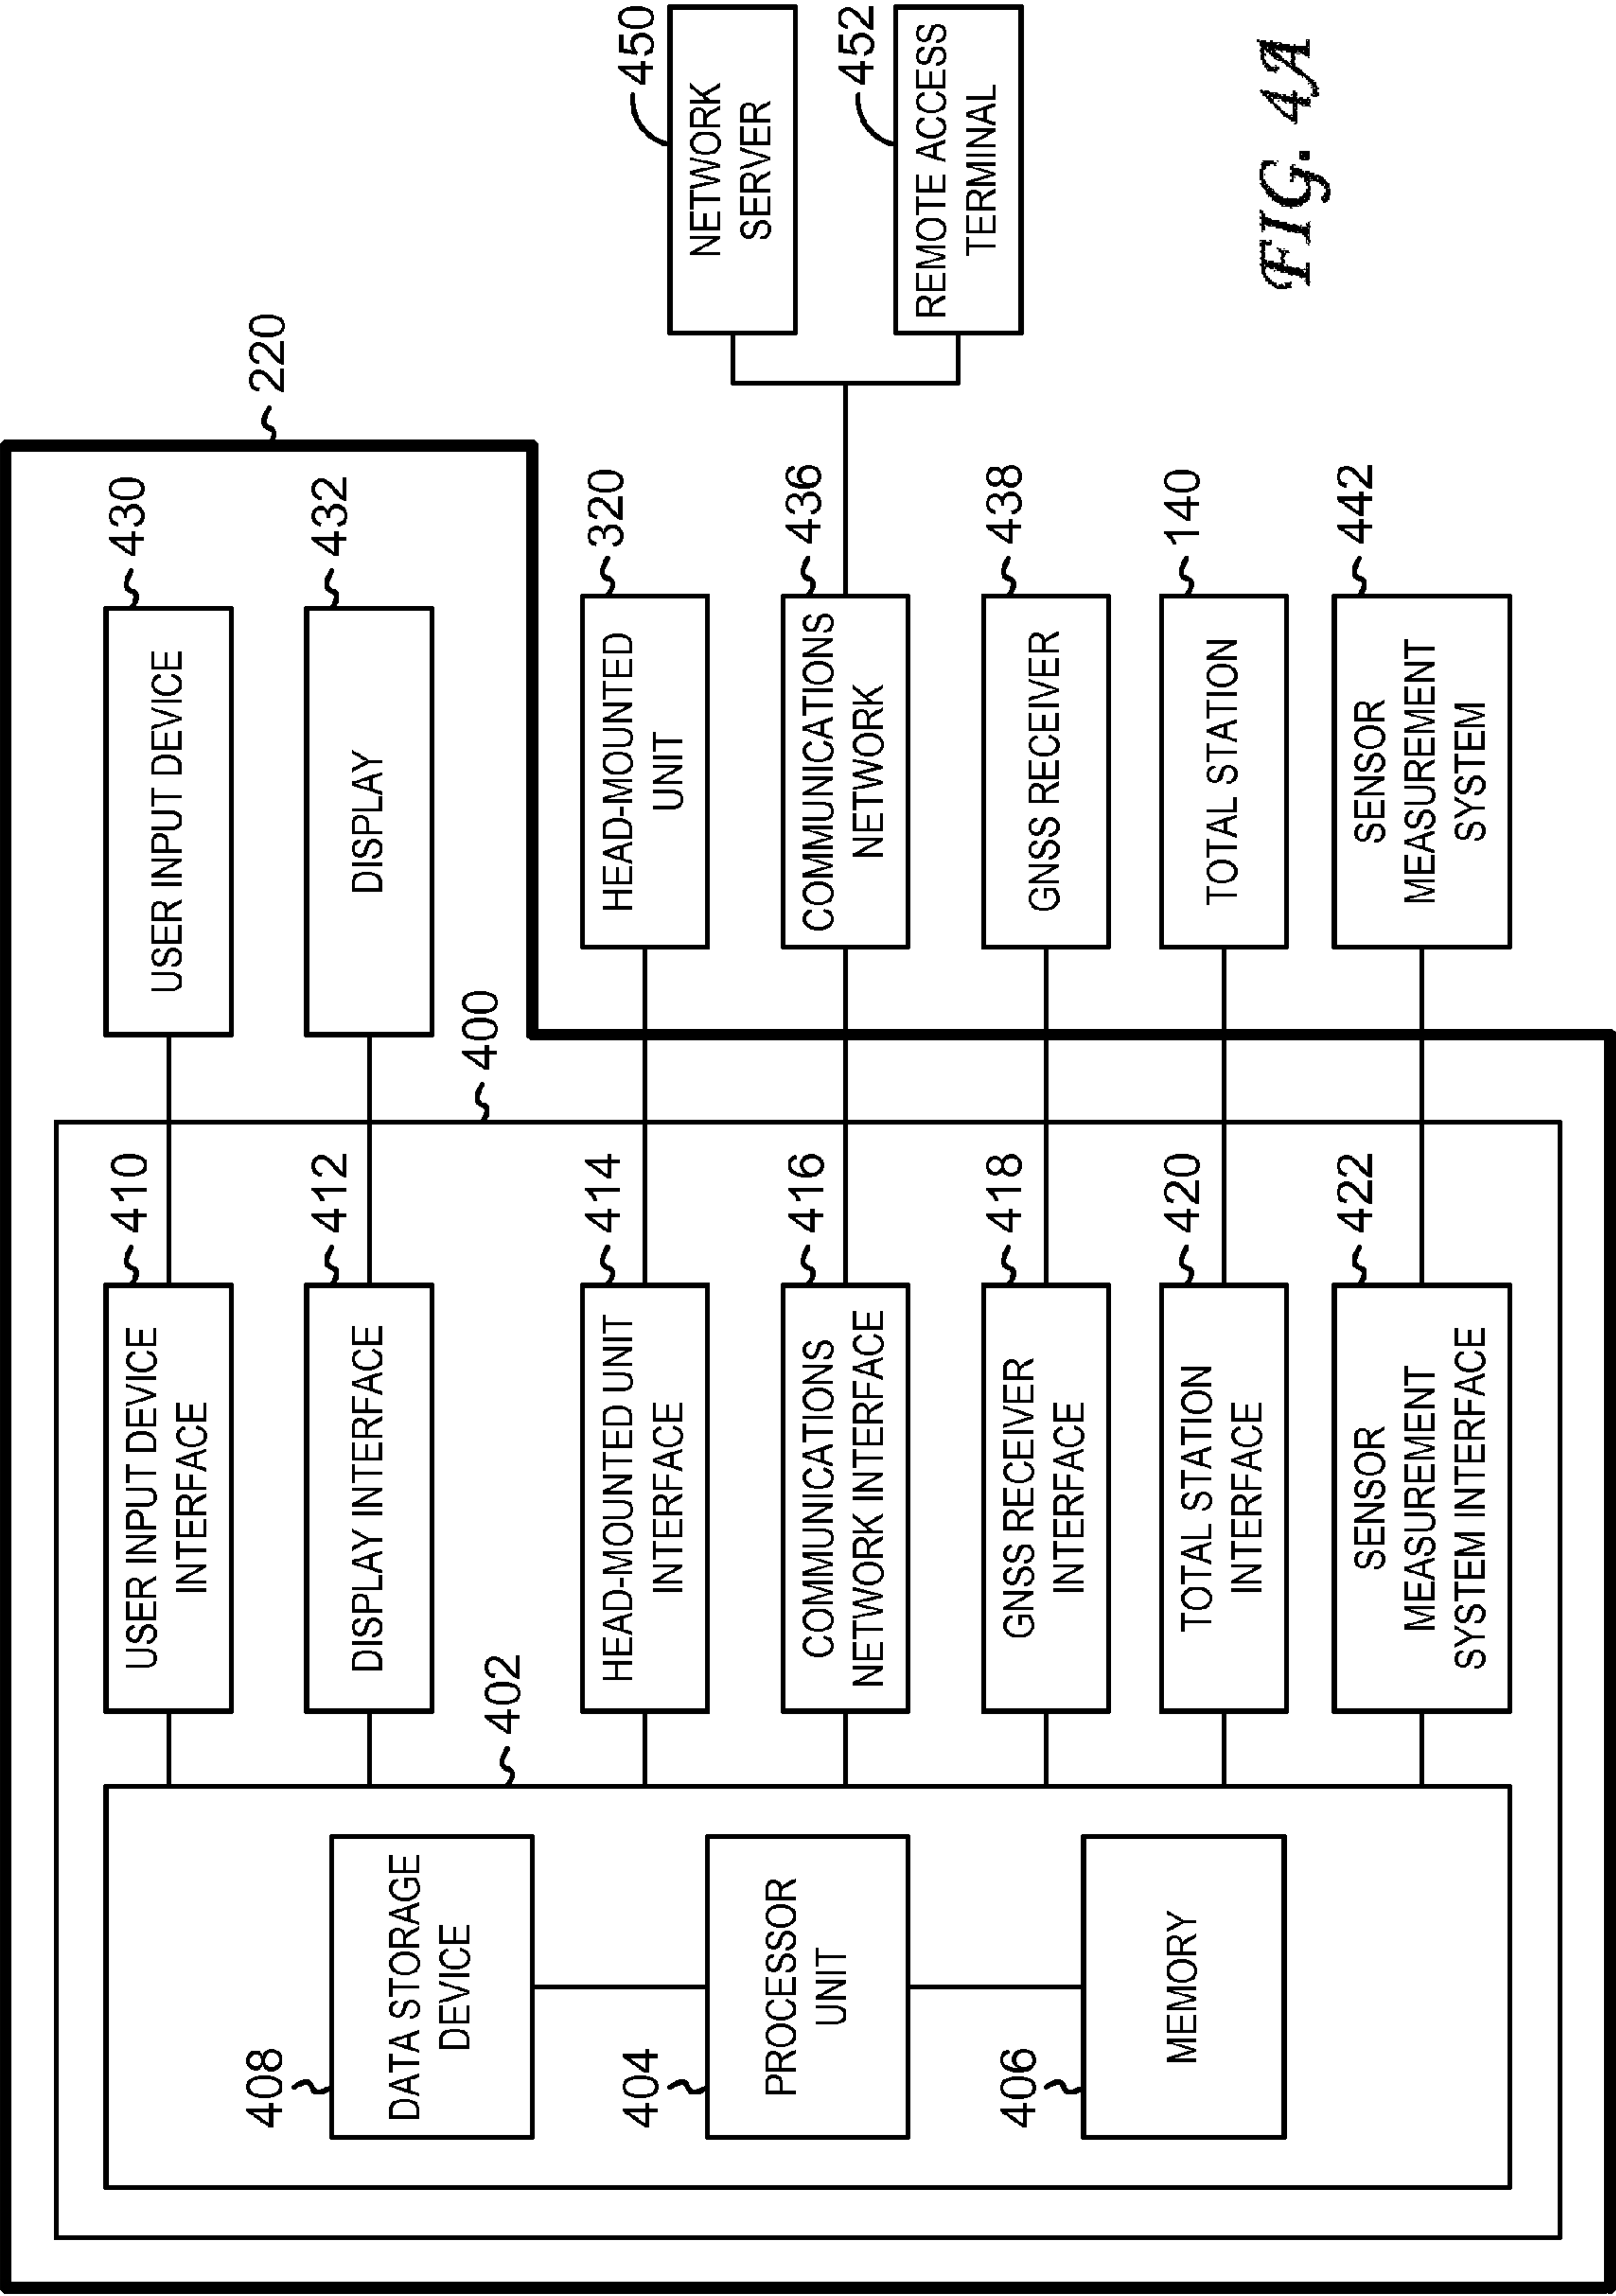 220
400
402
408
DATA STORAGE
DEVICE
404
PROCESSOR
UNIT
406
MEMORY
410
USER INPUT DEVICE
INTERFACE
430
USER INPUT DEVICE
412
DISPLAY INTERFACE
432
DISPLAY
414
HEAD-MOUNTED UNIT
INTERFACE
320
HEAD-MOUNTED
UNIT
416
COMMUNICATIONS
NETWORK INTERFACE
436
COMMUNICATIONS
NETWORK
450
NETWORK
SERVER
452
REMOTE ACCESS
TERMINAL
418
GNSS RECEIVER
INTERFACE
438
GNSS RECEIVER
420
TOTAL STATION
INTERFACE
140
TOTAL STATION
422
SENSOR
MEASUREMENT
SYSTEM INTERFACE
442
SENSOR
MEASUREMENT
SYSTEM
FIG. 4A